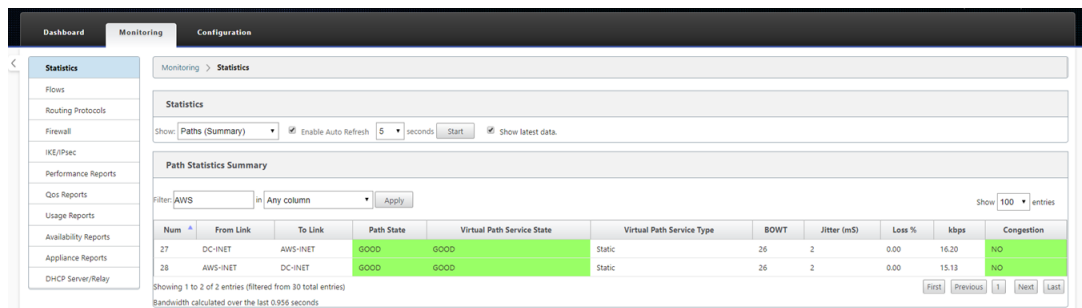 Dashboard Monitoring Configuration
Statistics
Flows
Routing Protocols
Firewall
IKE/IPsec
Performance Reports
Qos Reports
Usage Reports
Availability Reports
Appliance Reports
DHCP Server/Relay
Monitoring > Statistics
Statistics
Show: Paths (Summary) Enable Auto Refresh 5 seconds Start Show latest data.
Path Statistics Summary
Filter: AWS in Any column Apply Show 100 entries
Num From Link To Link Path State Virtual Path Service State Virtual Path Service Type BOWT Jitter (mS) Loss % kbps Congestion
27 DC-INET AWS-INET GOOD GOOD Static 26 2 0.00 16.20 NO
28 AWS-INET DC-INET GOOD GOOD Static 26 2 0.00 15.13 NO
Showing 1 to 2 of 2 entries (filtered from 30 total entries) First Previous 1 Next Last
Bandwidth calculated over the last 0.956 seconds